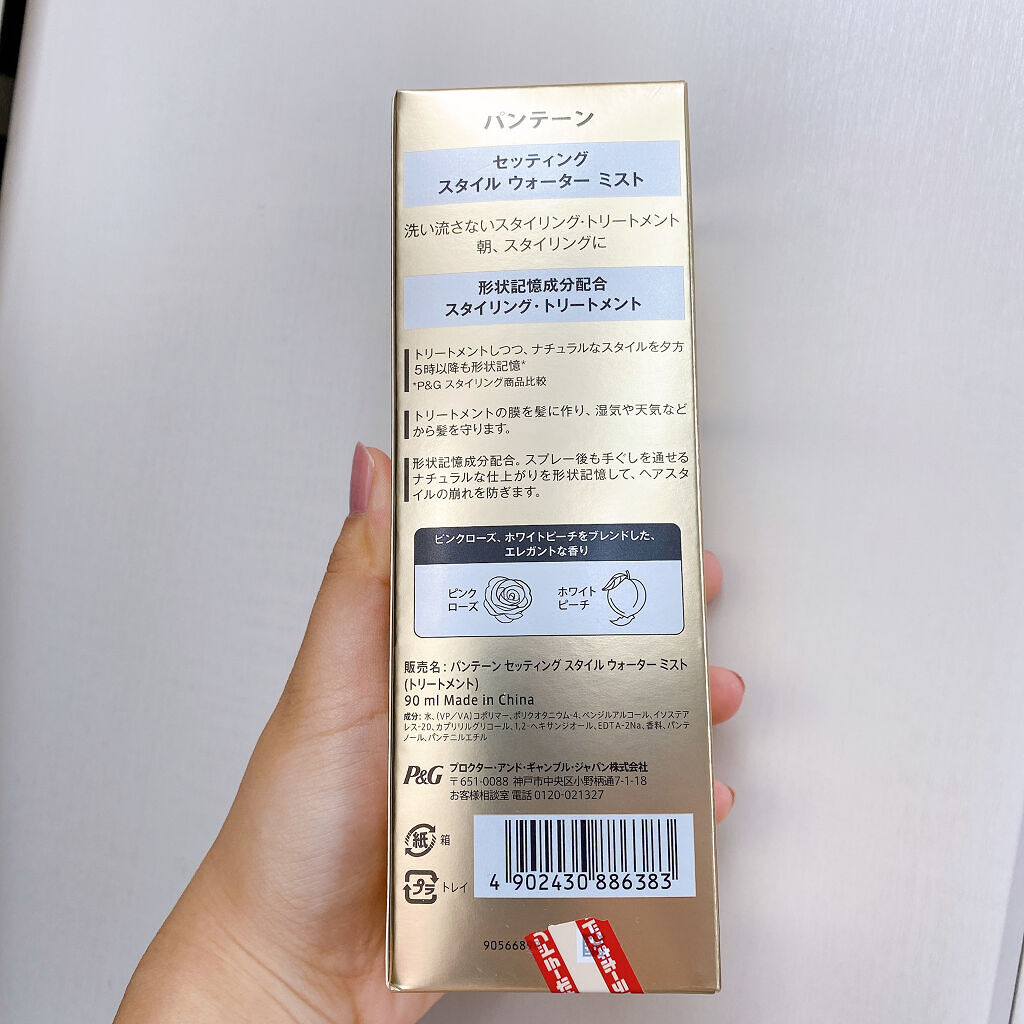 パンテーン
セッティング
スタイル ウォーター ミスト
洗い流さないスタイリング・トリートメント
朝、スタイリングに
形状記憶成分配合
スタイリング・トリートメント
トリートメントしつつ、ナチュラルなスタイルを夕方
5時以降も形状記憶*
*P&G スタイリング商品比較
トリートメントの膜を髪に作り、湿気や天気など
から髪を守ります。
形状記憶成分配合。スプレー後も手ぐしを通せる
ナチュラルな仕上がりを形状記憶して、ヘアスタ
イルの崩れを防ぎます。
ピンクローズ、ホワイトピーチをブレンドした、
エレガントな香り
ピンク
ローズ
ホワイト
ピーチ
販売名:パンテーン セッティング スタイル ウォーター ミスト
(トリートメント)
90 ml Made in China
成分: 水、(VP/VA)コポリマー、ポリクオタニウム-4、ベンジルアルコール、イソステア
レス-20、カプリリルグリコール、1,2-ヘキサンジオール、EDTA-2Na、香料、パンテ
ノール、パンテニルエチル
P&G プロクター・アンド・ギャンブル・ジャパン株式会社
〒651-0088 神戸市中央区小野柄通7-1-18
お客様相談室 電話 0120-021327
紙 箱
プラ トレイ
4 902430 886383